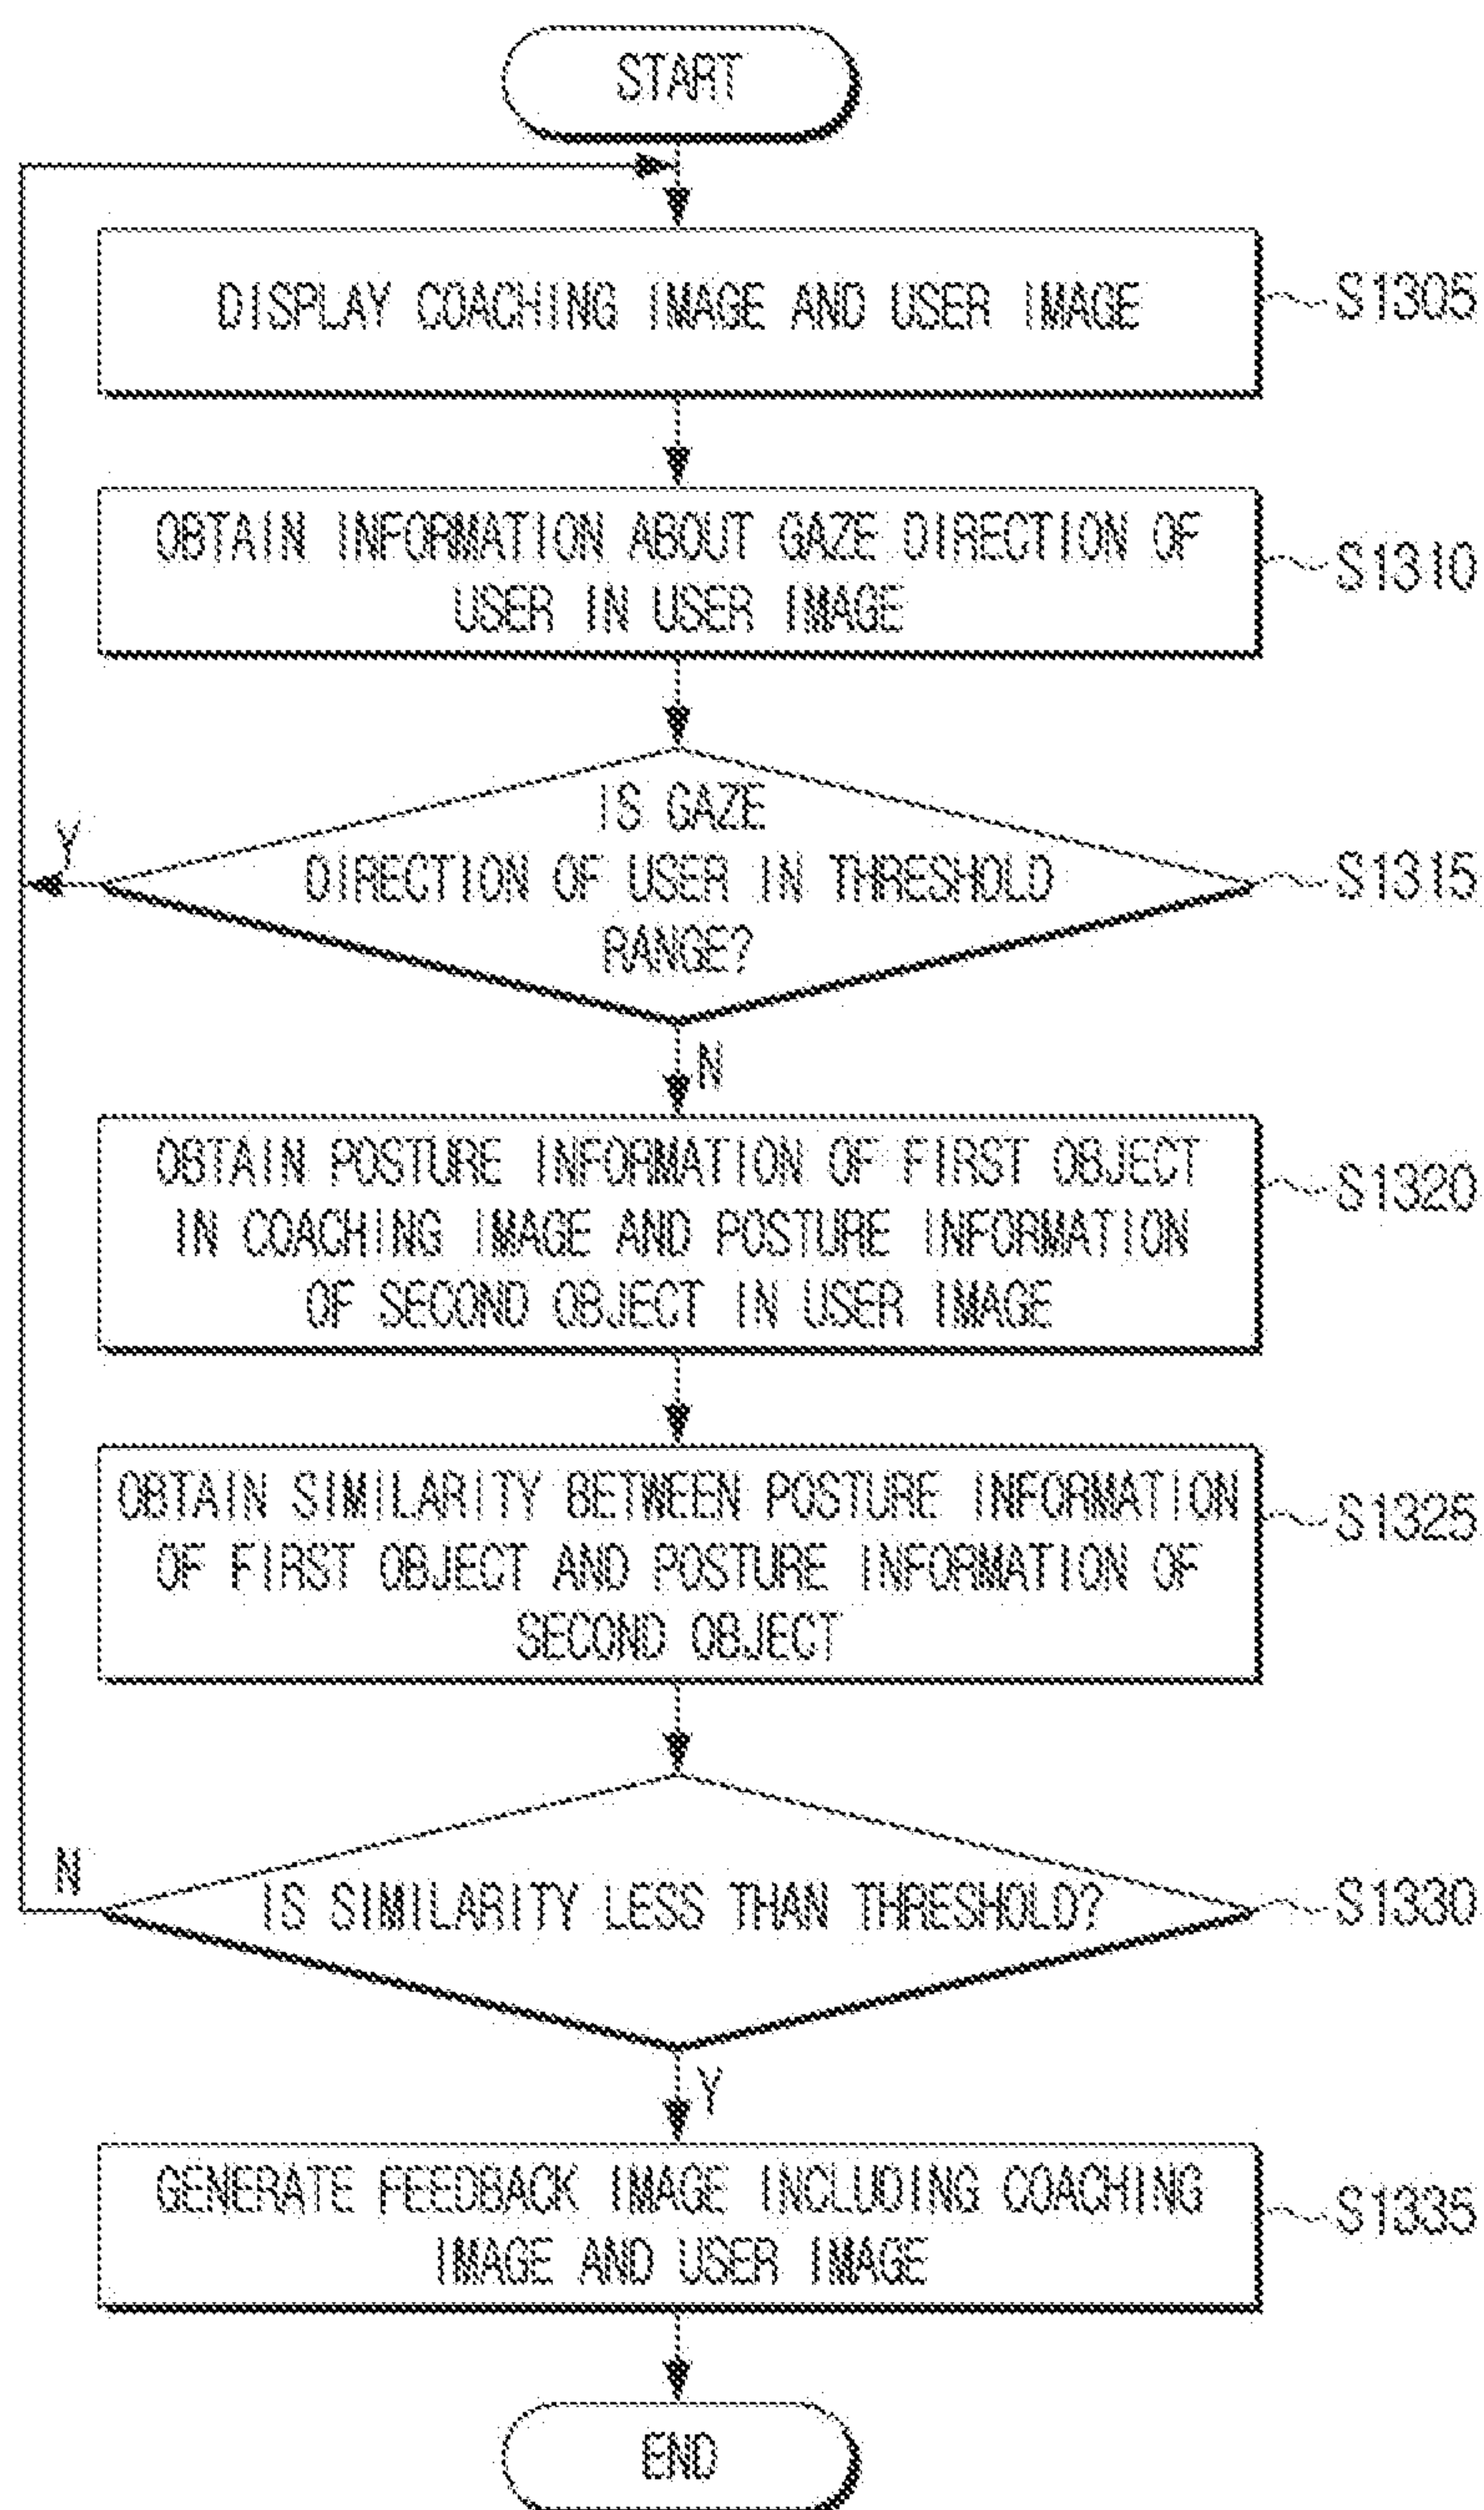 START
DISPLAY COACHING IMAGE AND USER IMAGE
S1305
OBTAIN INFORMATION ABOUT GAZE DIRECTION OF
USER IN USER IMAGE
S1310
IS GAZE
DIRECTION OF USER IN THRESHOLD
RANGE?
S1315
Y
N
OBTAIN POSTURE INFORMATION OF FIRST OBJECT
IN COACHING IMAGE AND POSTURE INFORMATION
OF SECOND OBJECT IN USER IMAGE
S1320
OBTAIN SIMILARITY BETWEEN POSTURE INFORMATION
OF FIRST OBJECT AND POSTURE INFORMATION OF
SECOND OBJECT
S1325
N
IS SIMILARITY LESS THAN THRESHOLD?
S1330
Y
GENERATE FEEDBACK IMAGE INCLUDING COACHING
IMAGE AND USER IMAGE
S1335
END